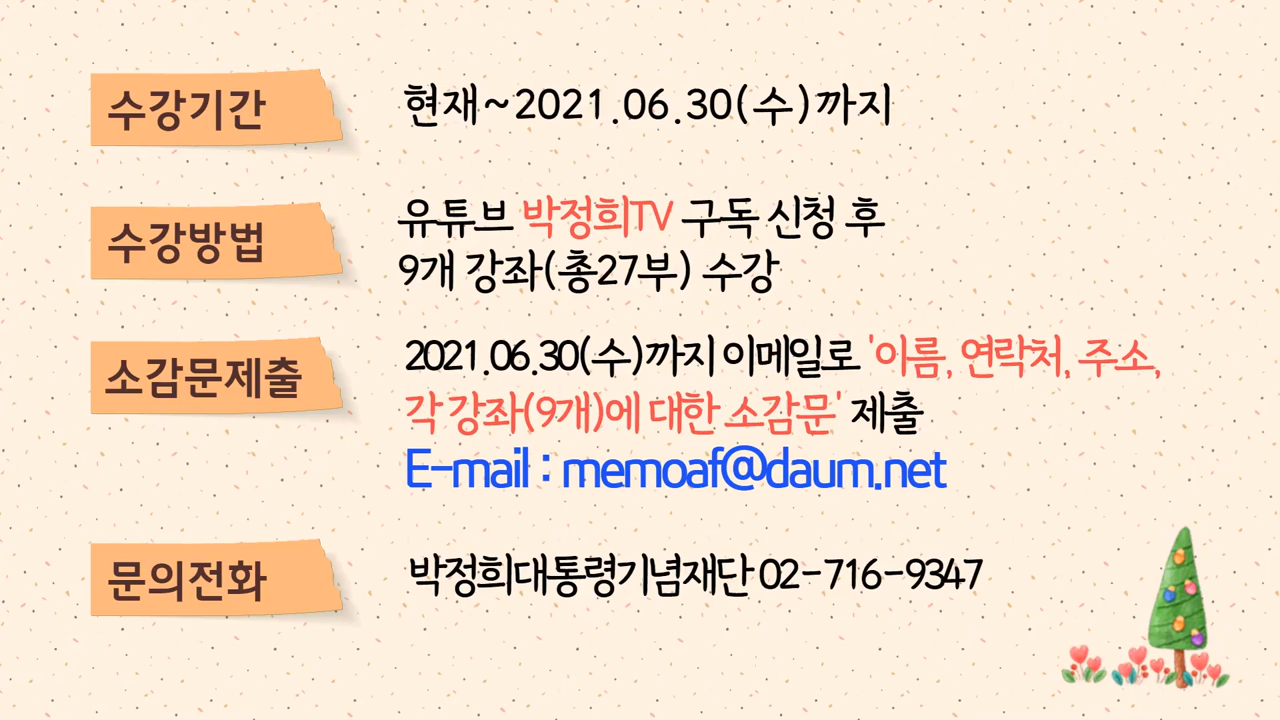 수강기간
현재~2021.06.30(수)까지
수강방법
유튜브 박정희TV 구독 신청 후
9개 강좌(총27부) 수강
소감문제출
2021.06.30(수)까지 이메일로 '이름, 연락처, 주소,
각 강좌(9개)에 대한 소감문' 제출
E-mail : memoaf@daum.net
문의전화
박정희대통령기념재단 02-716-9347